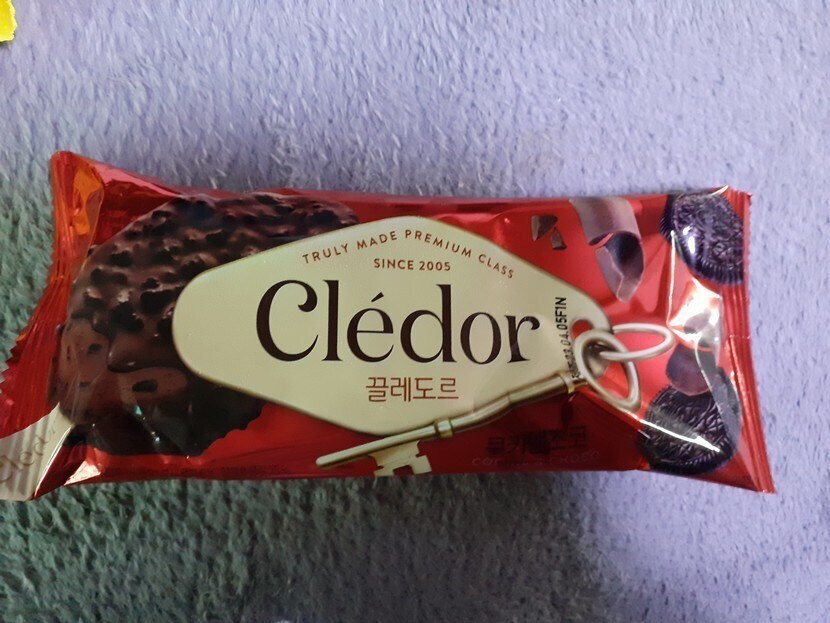 TRULY MADE PREMIUM CLASS
SINCE 2005
Clédor
끌레도르